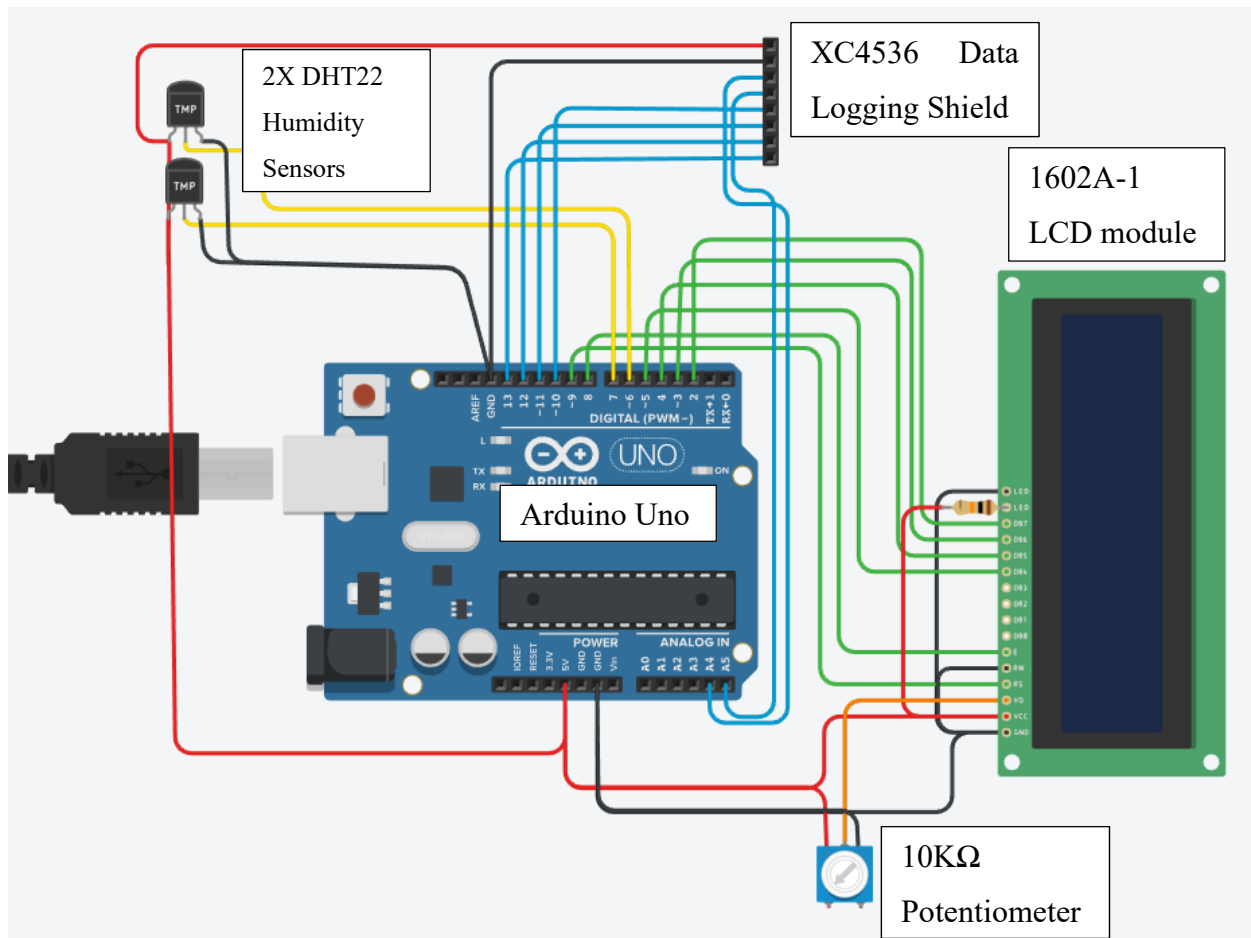 2X DHT22
Humidity
Sensors
XC4536 Data
Logging Shield
1602A-1
LCD module
TMP
TMP
AREF
GND
13
12
~11
~10
~9
8
7
~6
~5
~4
~3
2
TX→1
RX←0
DIGITAL (PWM~)
L
TX
RX
UNO
ON
ARDUINO
Arduino Uno
POWER
ANALOG IN
IOREF
RESET
3.3V
5V
GND
GND
Vin
A0
A1
A2
A3
A4
A5
LED
LED
DB7
DB6
DB5
DB4
DB3
DB2
DB1
DB0
E
RW
RS
VO
VCC
GND
10KΩ
Potentiometer